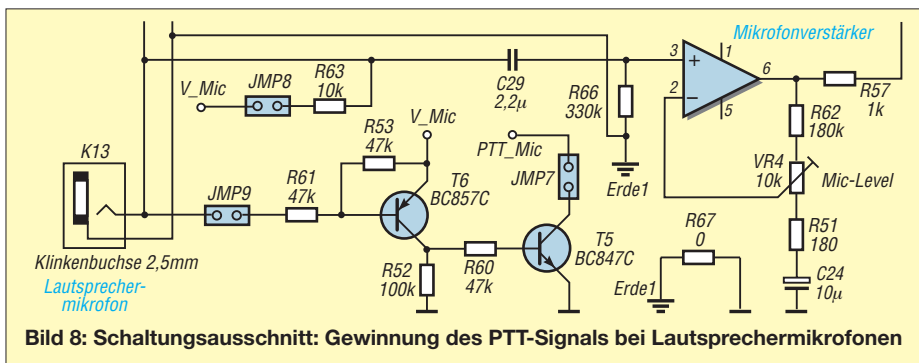 Mikrofonverstärker
V_Mic
JMP8
R63
10k
C29
2,2µ
R66
330k
3
+
2
–
1
5
6
R57
1k
R62
180k
VR4
10k
Mic-Level
R51
180
C24
10µ
K13
R53
47k
V_Mic
PTT_Mic
JMP7
Erde1
JMP9
R61
47k
T6
BC857C
R52
100k
R60
47k
T5
BC847C
R67
0
Erde1
Klinkenbuchse 2,5mm
Lautsprecher-
mikrofon
Bild 8: Schaltungsausschnitt: Gewinnung des PTT-Signals bei Lautsprechermikrofonen